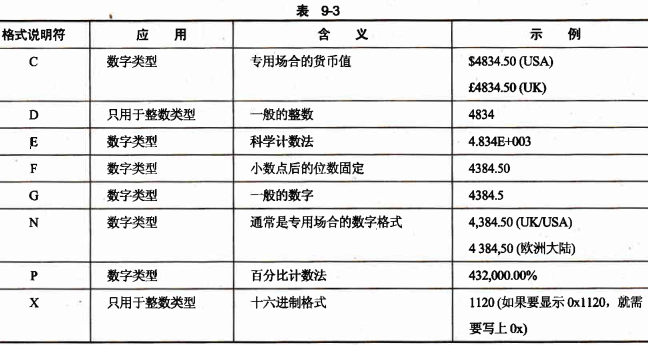 表 9-3
格式说明符 应 用 含 义 示 例
C 数字类型 专用场合的货币值 $4834.50 (USA)
£4834.50 (UK)
D 只用于整数类型 一般的整数 4834
E 数字类型 科学计数法 4.834E+003
F 数字类型 小数点后的位数固定 4384.50
G 数字类型 一般的数字 4384.5
N 数字类型 通常是专用场合的数字格式 4,384.50 (UK/USA)
4 384,50 (欧洲大陆)
P 数字类型 百分比计数法 432,000.00%
X 只用于整数类型 十六进制格式 1120 (如果要显示 0x1120，就需
要写上 0x)